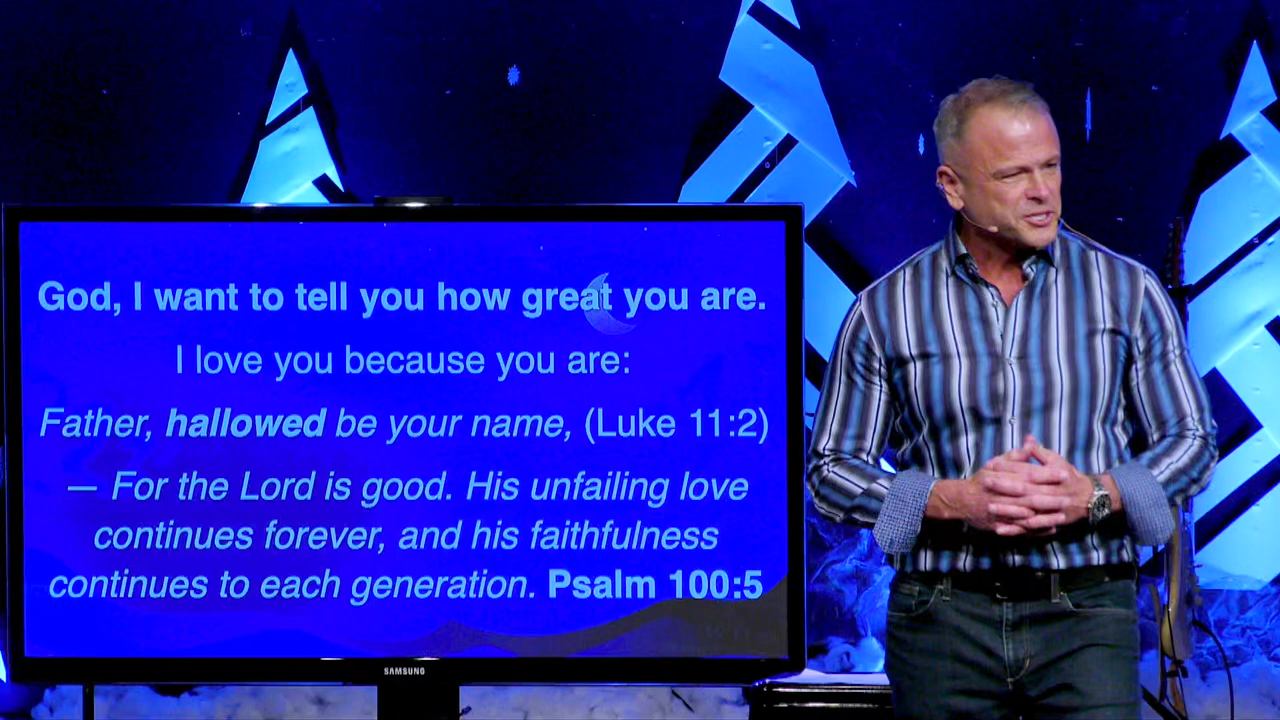 God, I want to tell you how great you are.
I love you because you are:
Father, hallowed be your name, (Luke 11:2)
— For the Lord is good. His unfailing love
continues forever, and his faithfulness
continues to each generation. Psalm 100:5
SAMSUNG